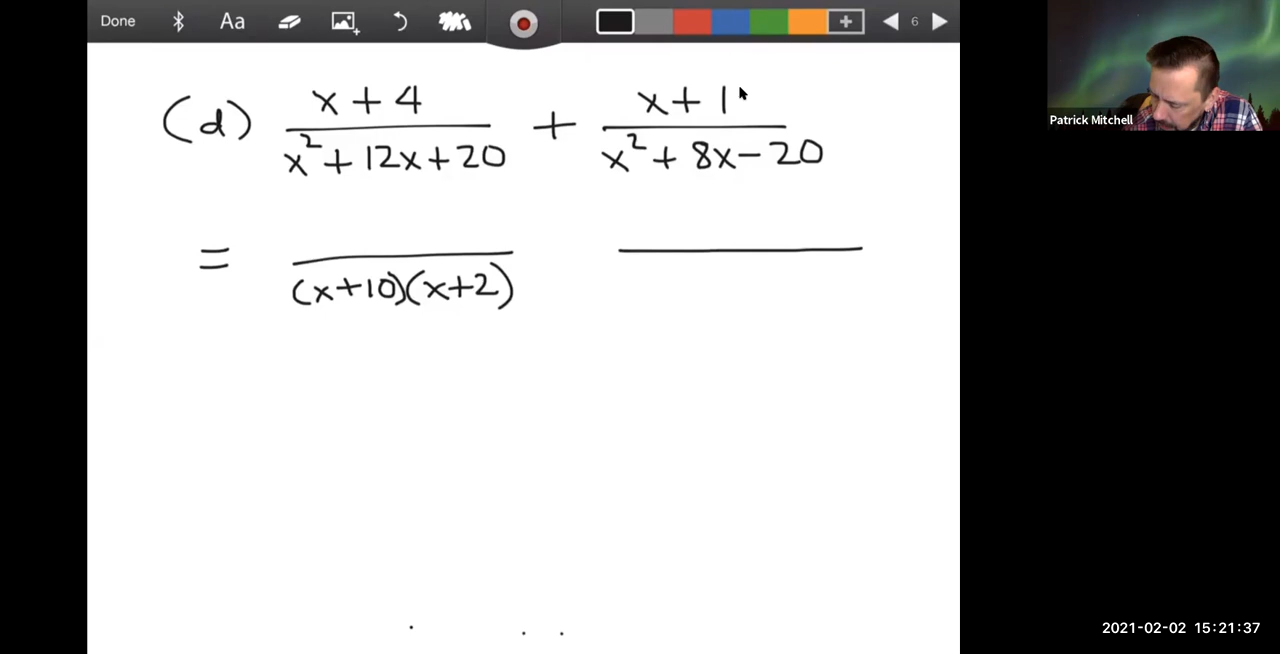 Done Aa 6
(d) x + 4 / x² + 12x + 20 + x + 1 / x² + 8x - 20
Patrick Mitchell
= / (x+10)(x+2)
2021-02-02 15:21:37